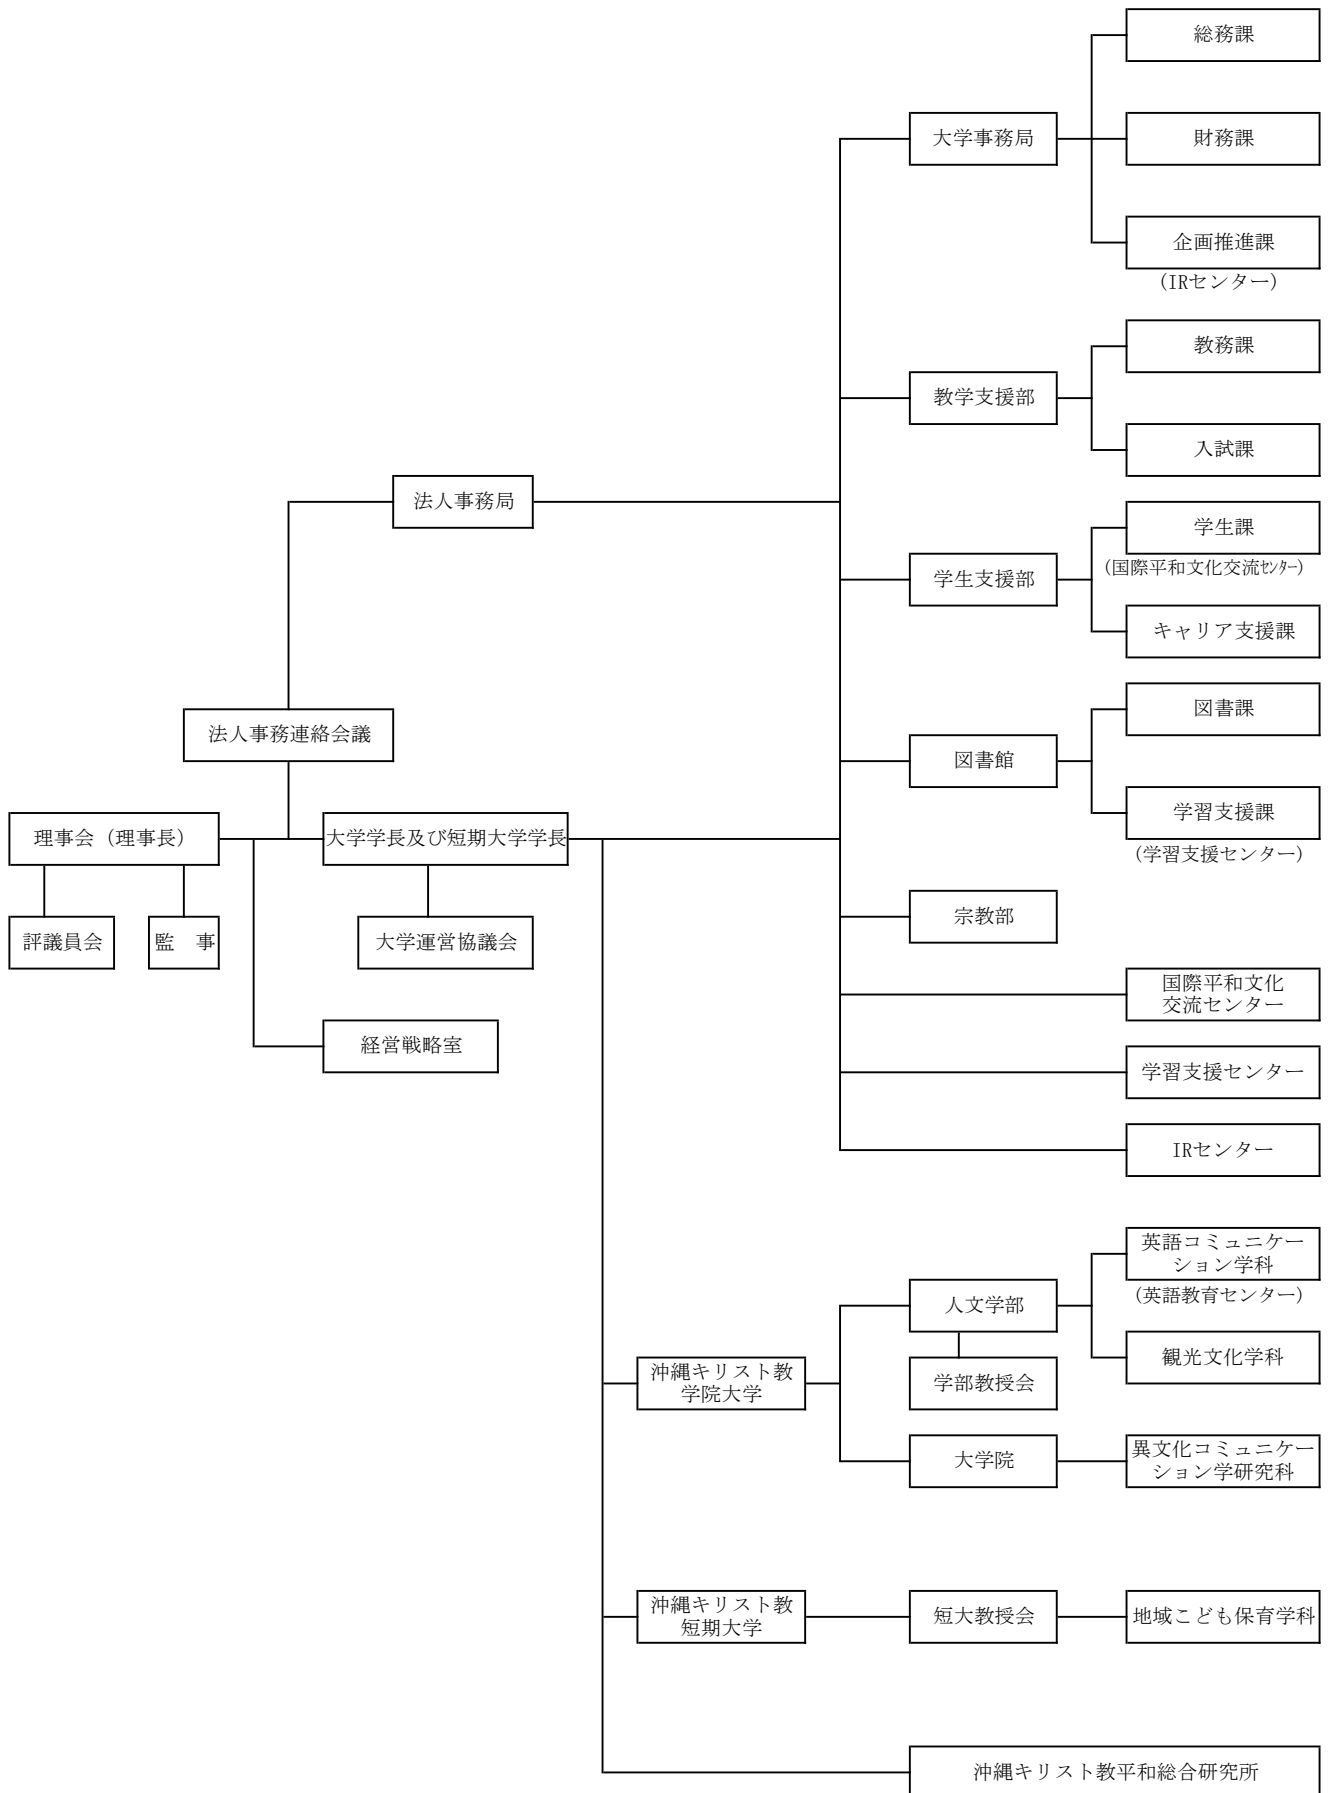 総務課
大学事務局
財務課
企画推進課
(IRセンター)
教務課
教学支援部
入試課
法人事務局
学生課
(国際平和文化交流ｾﾝﾀｰ)
学生支援部
キャリア支援課
図書課
法人事務連絡会議
図書館
学習支援課
(学習支援センター)
理事会（理事長）
大学学長及び短期大学学長
宗教部
評議員会
監　事
大学運営協議会
国際平和文化
交流センター
経営戦略室
学習支援センター
IRセンター
英語コミュニケー
ション学科
(英語教育センター)
人文学部
観光文化学科
沖縄キリスト教
学院大学
学部教授会
大学院
異文化コミュニケー
ション学研究科
沖縄キリスト教
短期大学
短大教授会
地域こども保育学科
沖縄キリスト教平和総合研究所